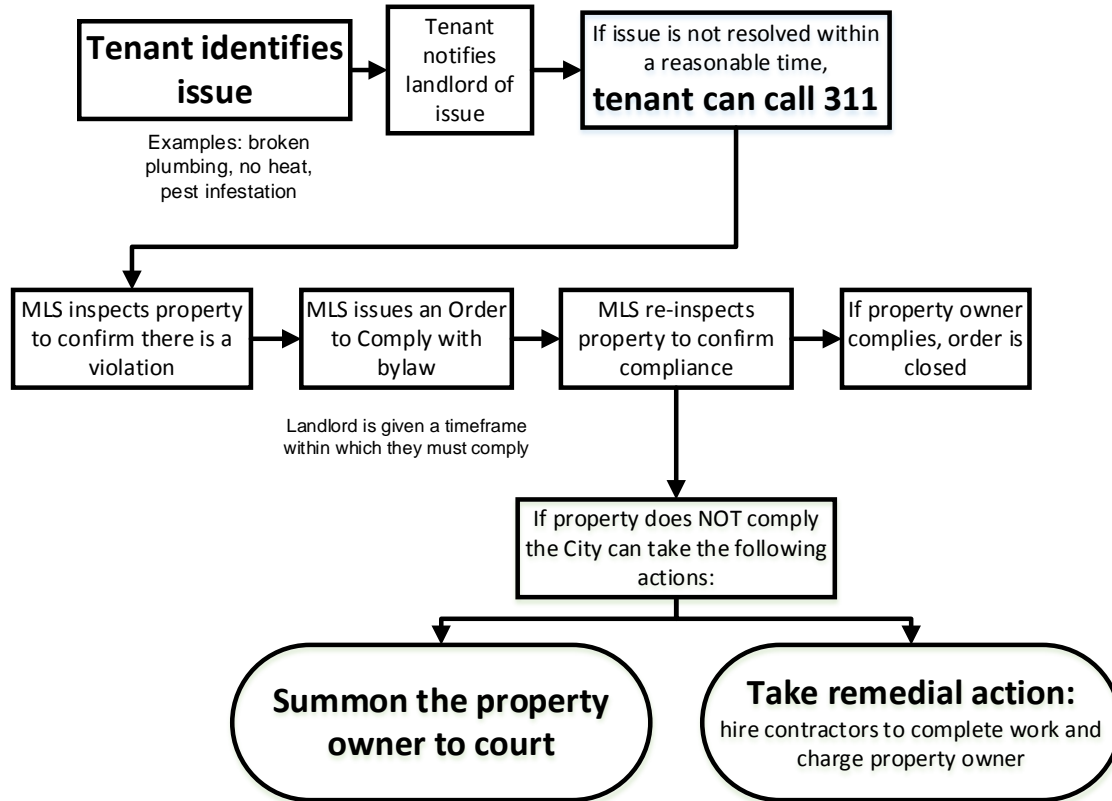 Tenant identifies
issue
Tenant
notifies
landlord of
issue
If issue is not resolved within
a reasonable time,
tenant can call 311
Examples: broken
plumbing, no heat,
pest infestation
MLS inspects property
to confirm there is a
violation
MLS issues an Order
to Comply with
bylaw
MLS re-inspects
property to confirm
compliance
If property owner
complies, order is
closed
Landlord is given a timeframe
within which they must comply
If property does NOT comply
the City can take the following
actions:
Summon the property
owner to court
Take remedial action:
hire contractors to complete work and
charge property owner